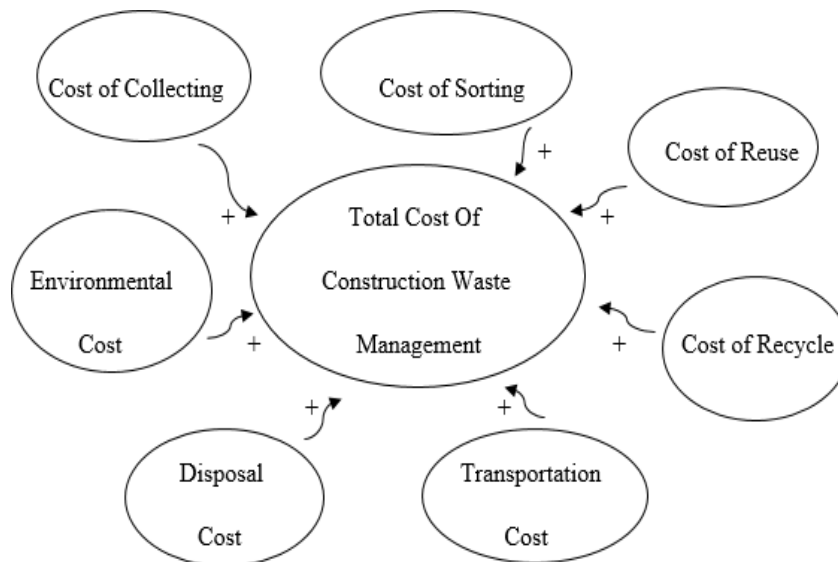 Cost of Collecting
Cost of Sorting
+
Cost of Reuse
+
+
Total Cost Of
Construction Waste
Management
Environmental
Cost
+
+
Cost of Recycle
+
+
Disposal
Cost
Transportation
Cost